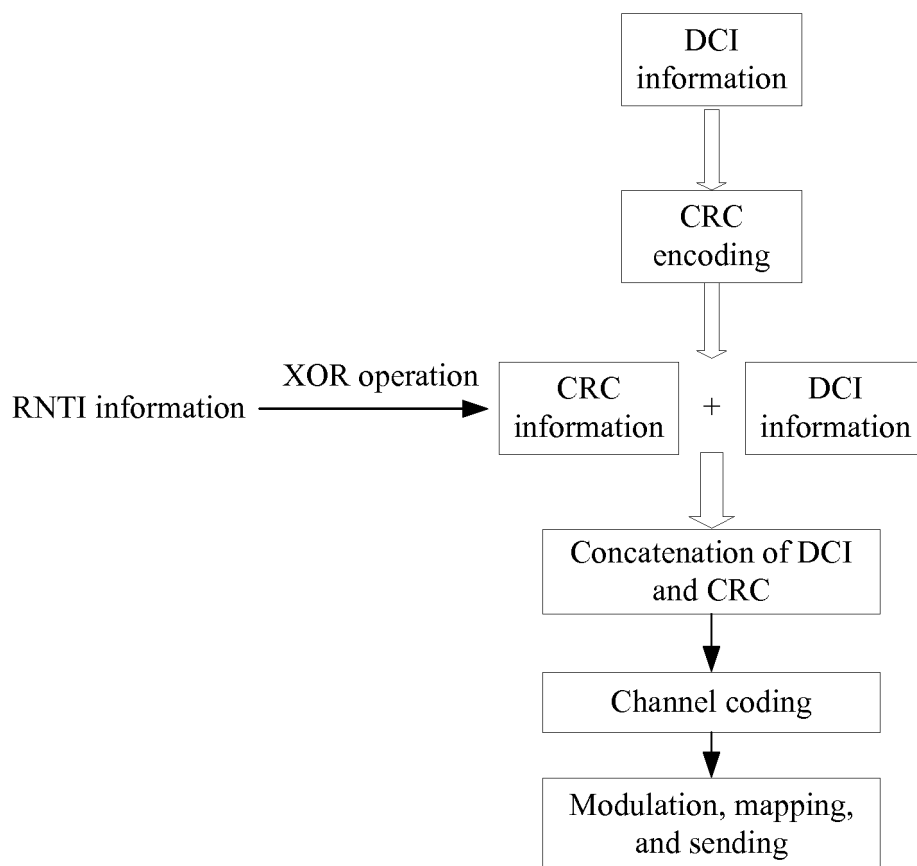 DCI
information
CRC
encoding
XOR operation
RNTI information
CRC
information
+
DCI
information
Concatenation of DCI
and CRC
Channel coding
Modulation, mapping,
and sending